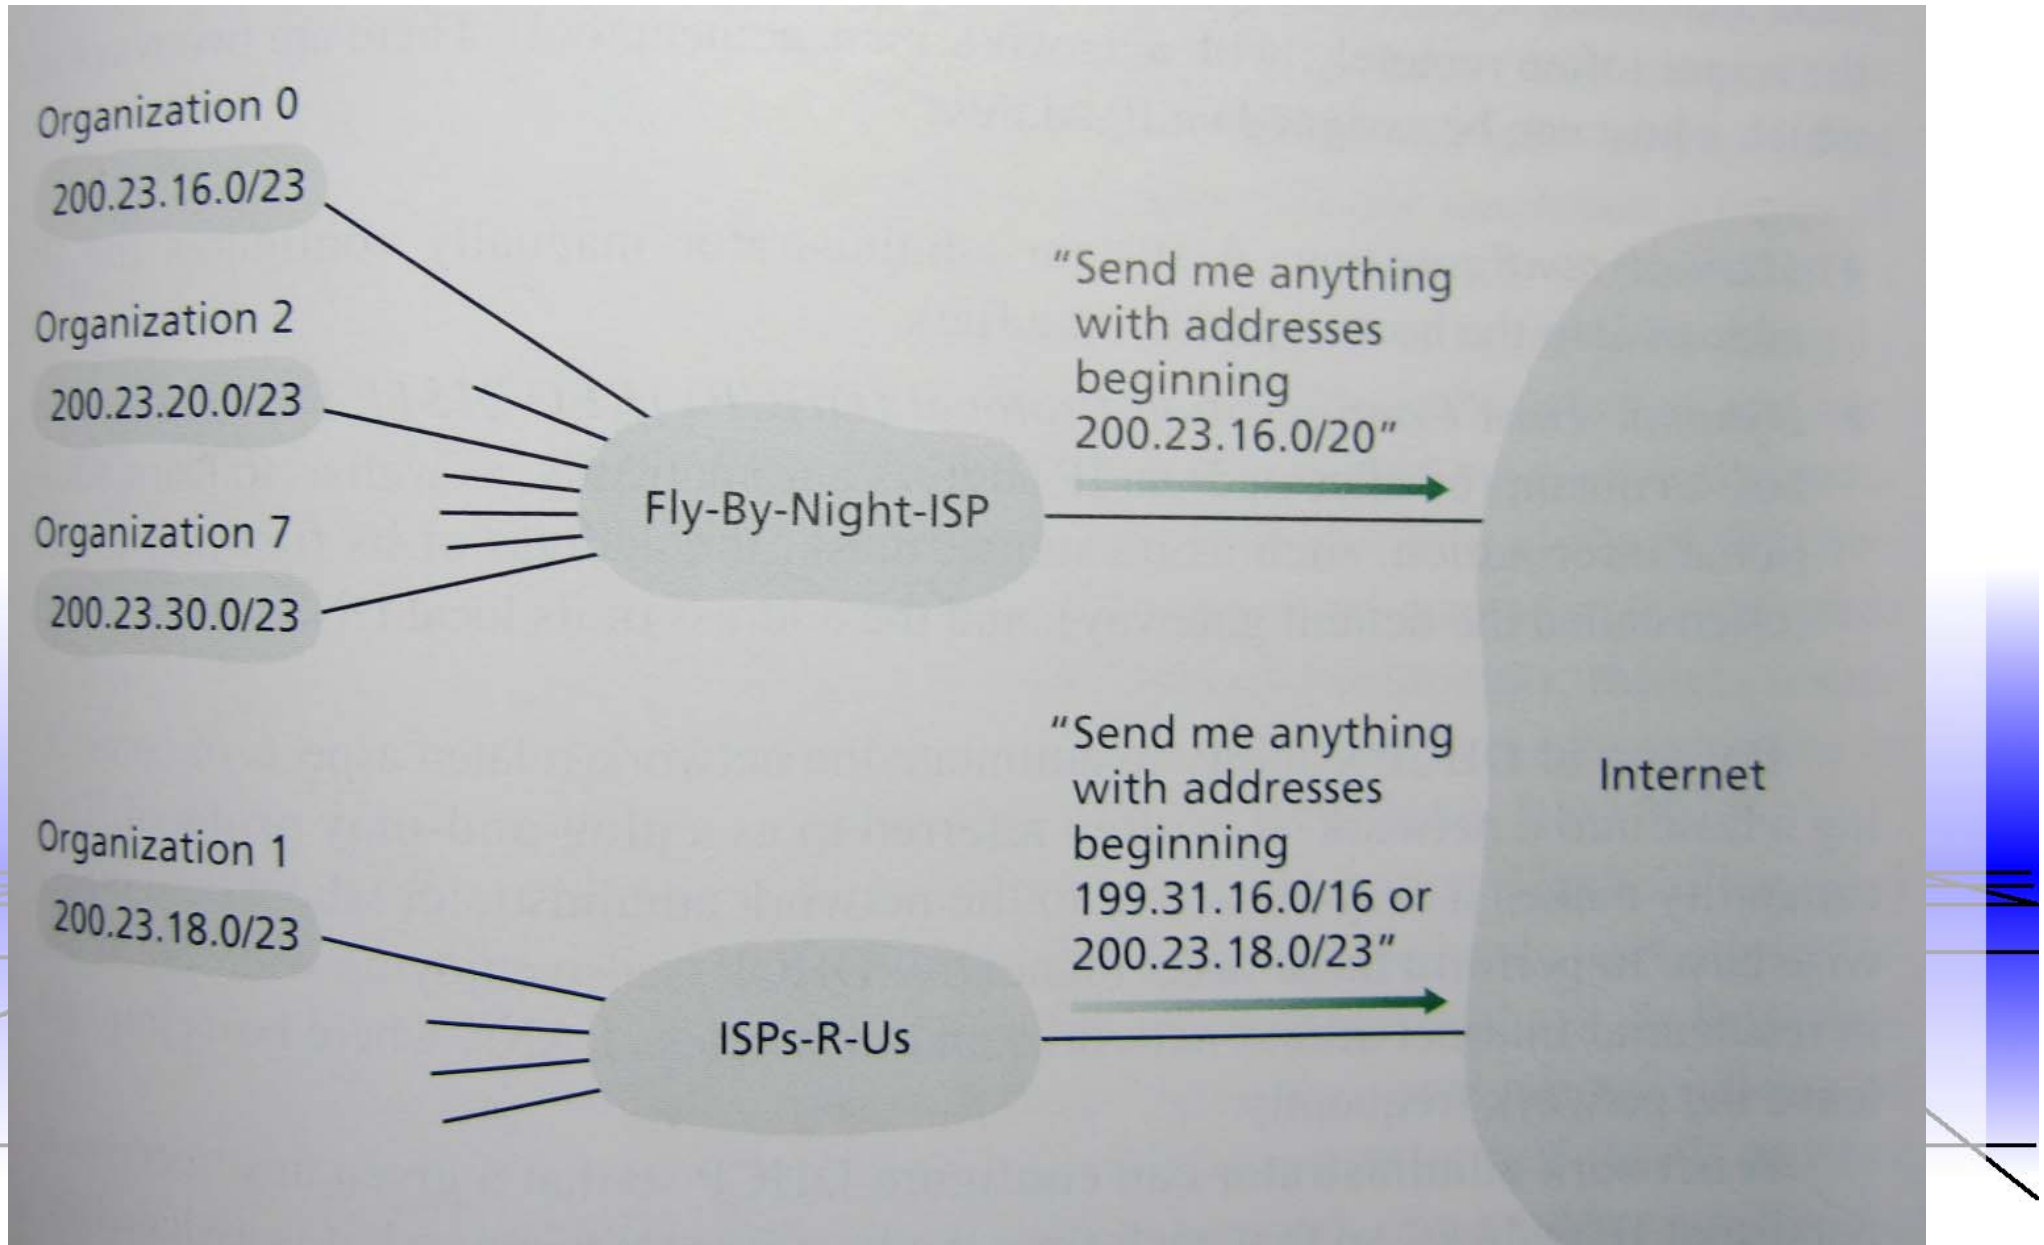 Organization 0
200.23.16.0/23
Organization 2
200.23.20.0/23
Organization 7
200.23.30.0/23
Organization 1
200.23.18.0/23
Fly-By-Night-ISP
ISPs-R-Us
"Send me anything
with addresses
beginning
200.23.16.0/20"
"Send me anything
with addresses
beginning
199.31.16.0/16 or
200.23.18.0/23"
Internet